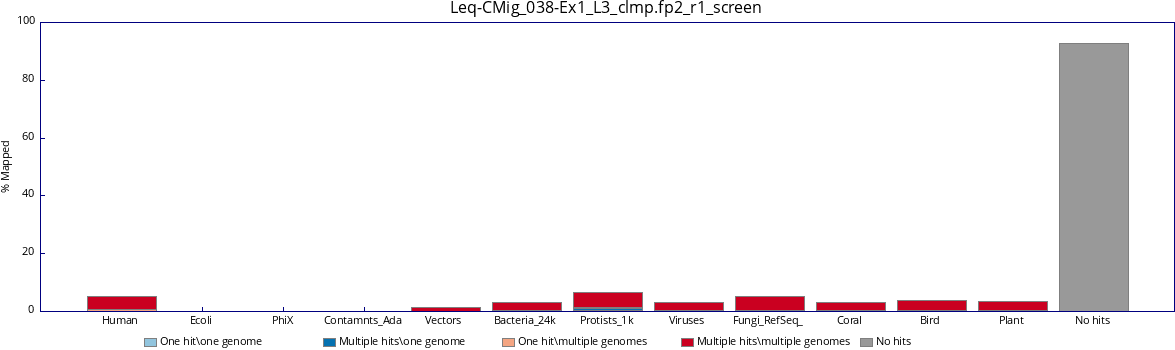 Leq-CMig_038-Ex1_L3_clmp.fp2_r1_screen
100
80
60
40
20
0
% Mapped
Human Ecoli PhiX Contamnts_Ada Vectors Bacteria_24k Protists_1k Viruses Fungi_RefSeq_ Coral Bird Plant No hits
One hit\one genome Multiple hits\one genome One hit\multiple genomes Multiple hits\multiple genomes No hits